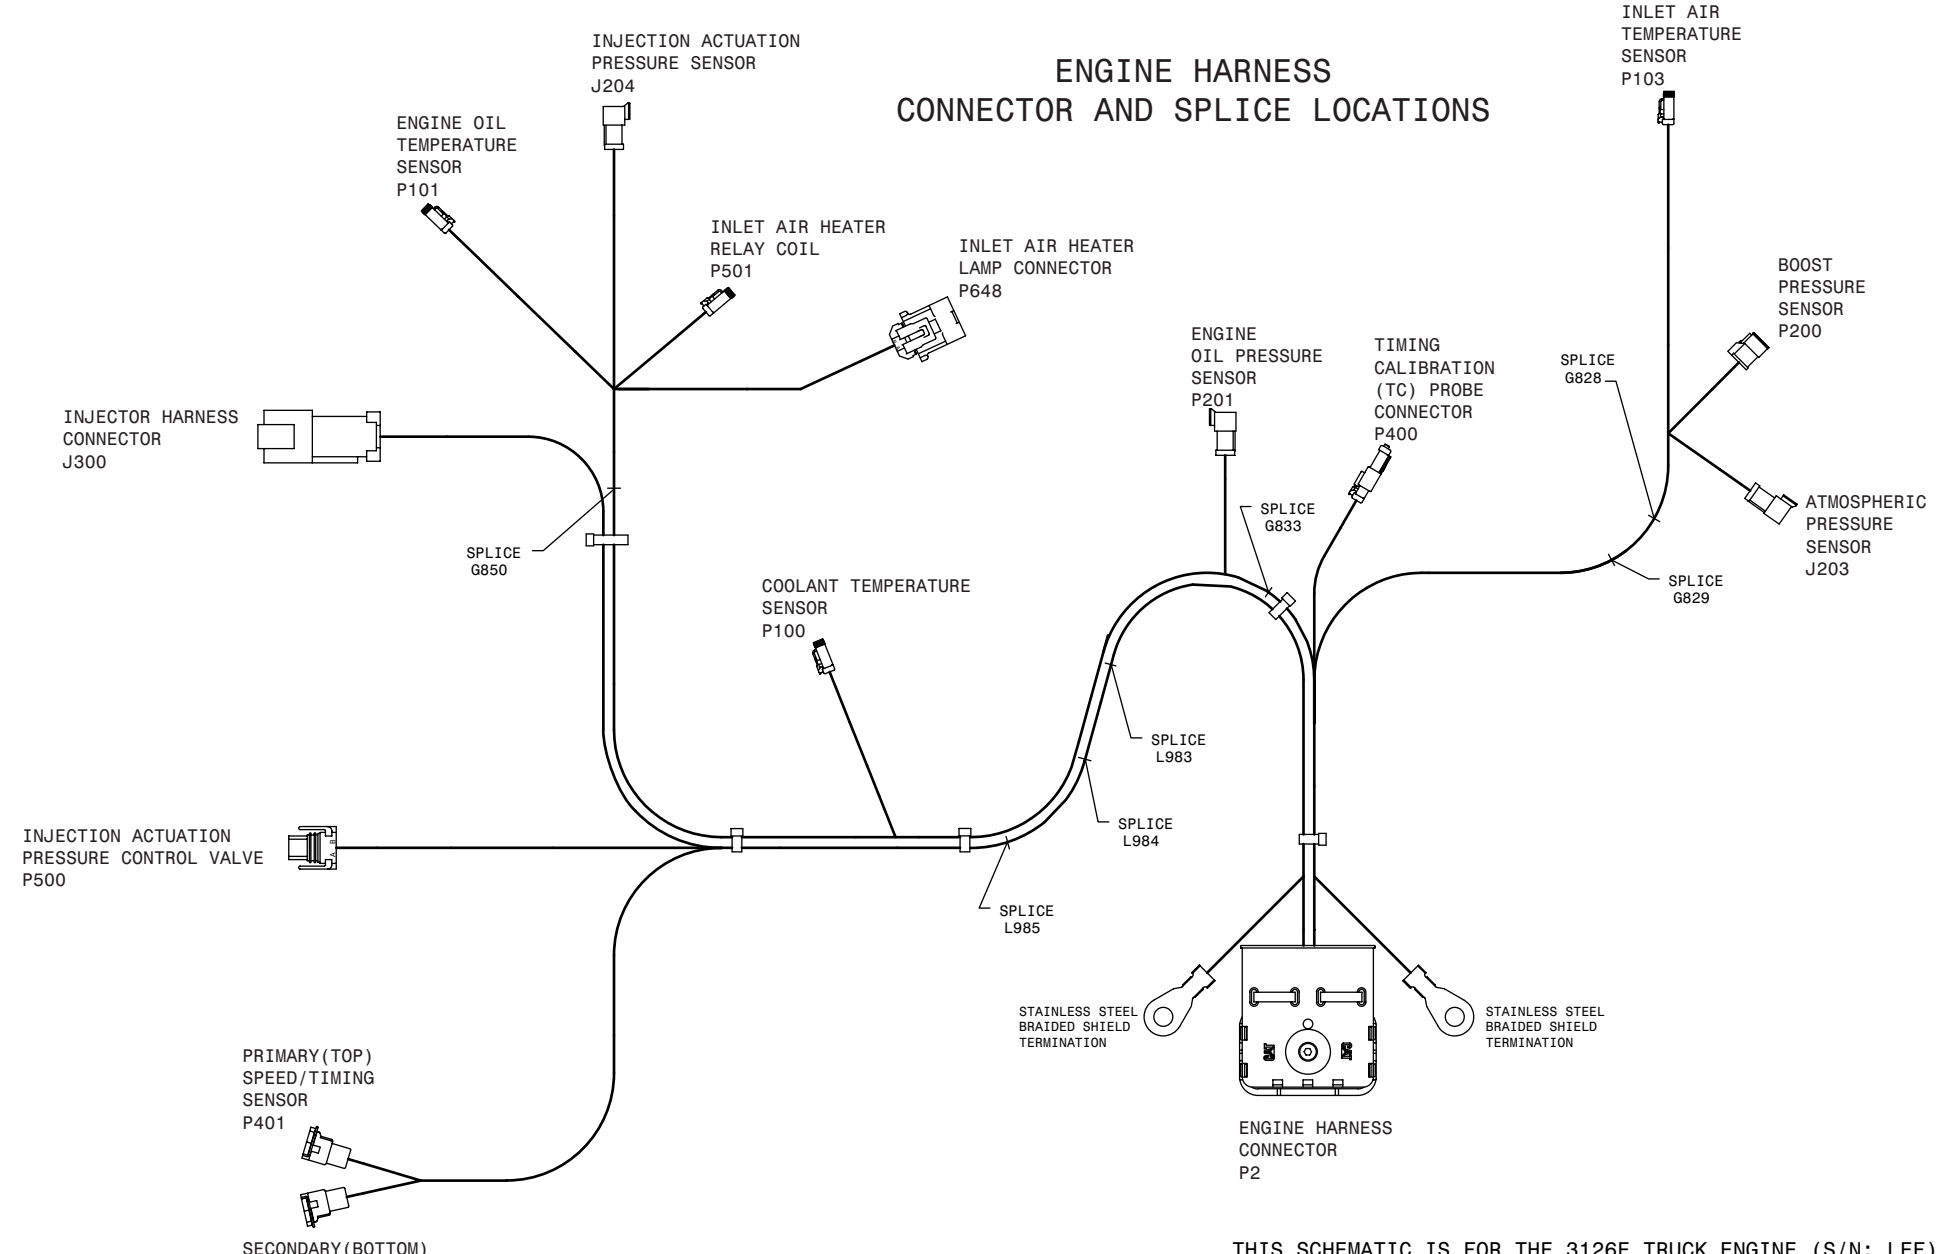 ENGINE HARNESS
CONNECTOR AND SPLICE LOCATIONS
INJECTION ACTUATION
PRESSURE SENSOR
J204
ENGINE OIL
TEMPERATURE
SENSOR
P101
INLET AIR HEATER
RELAY COIL
P501
INLET AIR HEATER
LAMP CONNECTOR
P648
INLET AIR
TEMPERATURE
SENSOR
P103
BOOST
PRESSURE
SENSOR
P200
ENGINE
OIL PRESSURE
SENSOR
P201
TIMING
CALIBRATION
(TC) PROBE
CONNECTOR
P400
SPLICE
G828
INJECTOR HARNESS
CONNECTOR
J300
SPLICE
G850
SPLICE
G833
ATMOSPHERIC
PRESSURE
SENSOR
J203
SPLICE
G829
COOLANT TEMPERATURE
SENSOR
P100
SPLICE
L983
SPLICE
L984
SPLICE
L985
INJECTION ACTUATION
PRESSURE CONTROL VALVE
P500
B
A
STAINLESS STEEL
BRAIDED SHIELD
TERMINATION
STAINLESS STEEL
BRAIDED SHIELD
TERMINATION
CAT
CAT
PRIMARY(TOP)
SPEED/TIMING
SENSOR
P401
ENGINE HARNESS
CONNECTOR
P2
SECONDARY(BOTTOM)
THIS SCHEMATIC IS FOR THE 3126E TRUCK ENGINE (S/N: LEF)